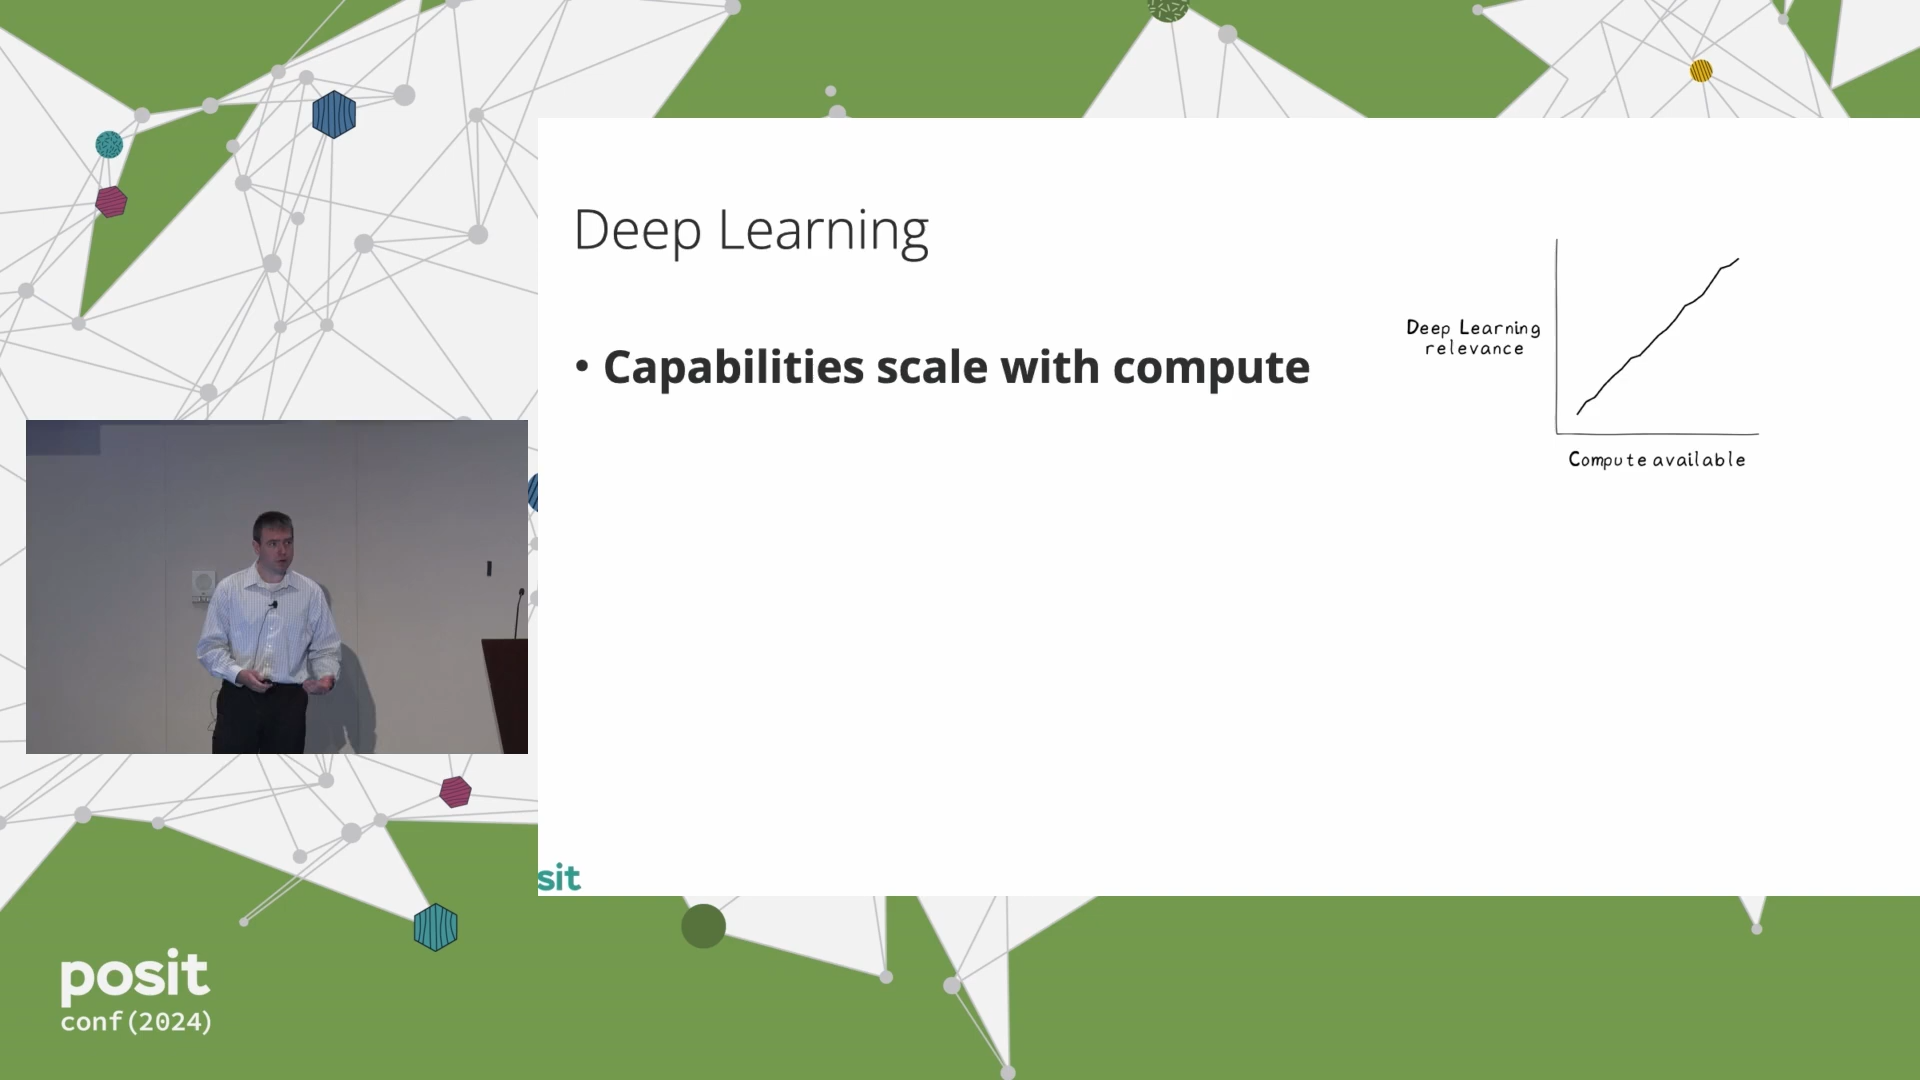 Deep Learning
• Capabilities scale with compute
Deep Learning
relevance
Compute available
sit
posit
conf(2024)